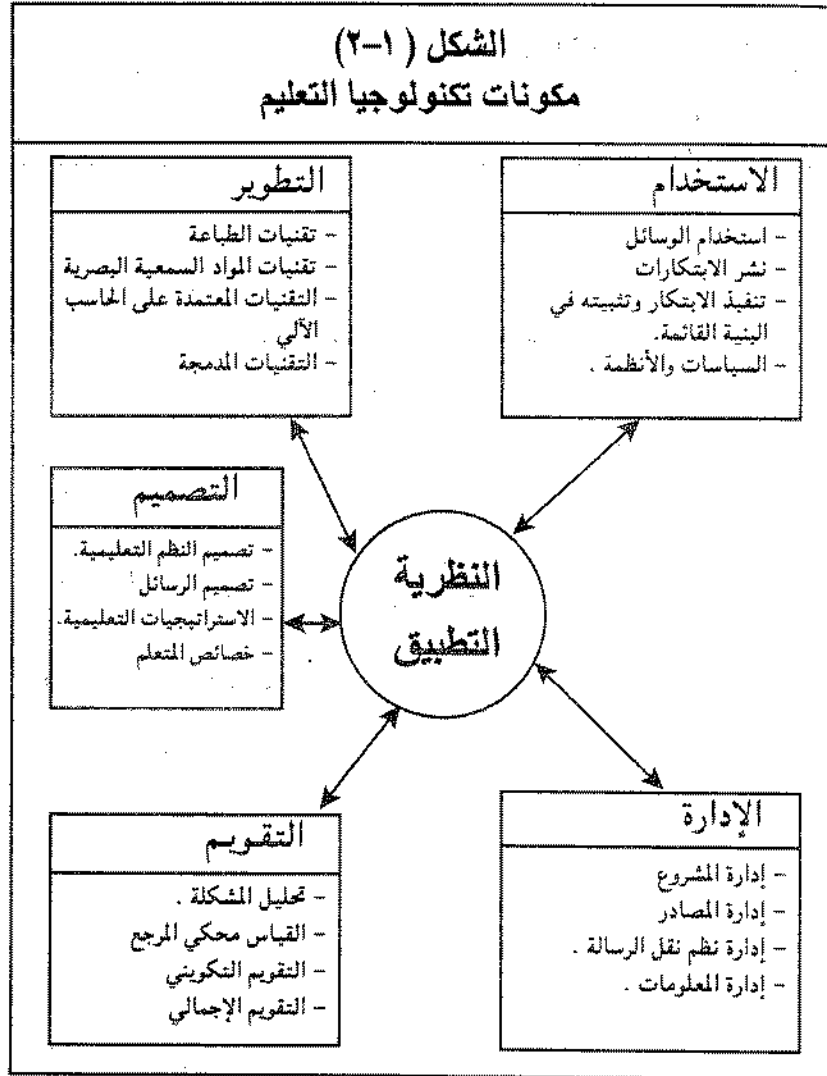 الشكل (١-٢)
مكونات تكنولوجيا التعليم
الاستخدام
- استخدام الوسائل
- نشر الابتكارات
- تنفيذ الابتكار وتثبيته في
البنية القائمة.
- السياسات والأنظمة .
التطوير
- تقنيات الطباعة
- تقنيات المواد السمعية البصرية
- التقنيات المعتمدة على الحاسب
الآلي
- التقنيات المدمجة
التصميم
- تصميم النظم التعليمية.
- تصميم الرسائل
- الاستراتيجيات التعليمية.
- خصائص المتعلم
النظرية
التطبيق
الإدارة
- إدارة المشروع
- إدارة المصادر
- إدارة نظم نقل الرسالة .
- إدارة المعلومات .
التقويم
- تحليل المشكلة .
- القياس محكي المرجع
- التقويم التكويني
- التقويم الإجمالي